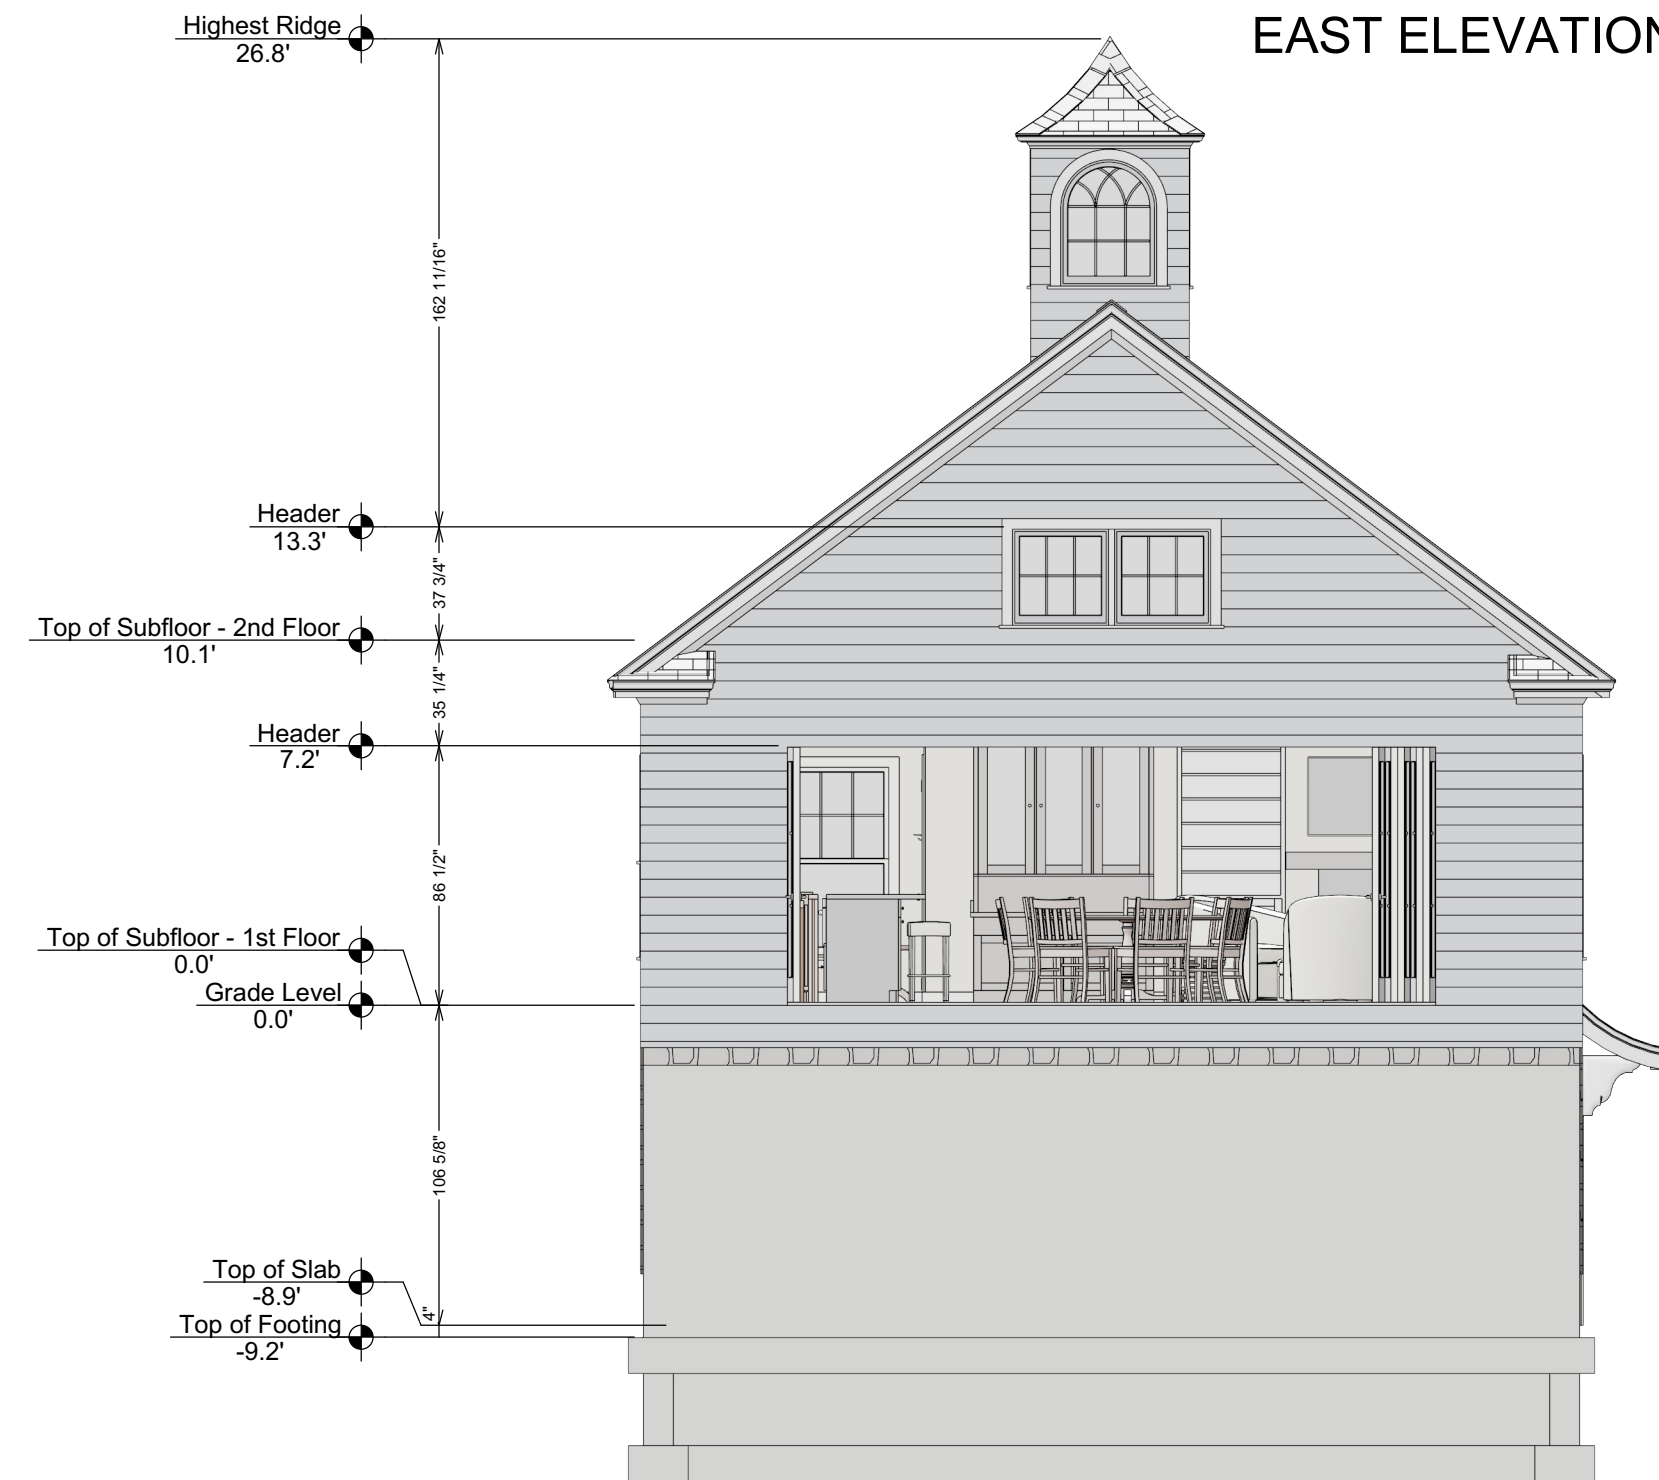 EAST ELEVATION
Highest Ridge
26.8'
162 11/16"
Header
13.3'
37 3/4"
Top of Subfloor - 2nd Floor
10.1'
35 1/4"
Header
7.2'
86 1/2"
Top of Subfloor - 1st Floor
0.0'
Grade Level
0.0'
106 5/8"
Top of Slab
-8.9'
4"
Top of Footing
-9.2'